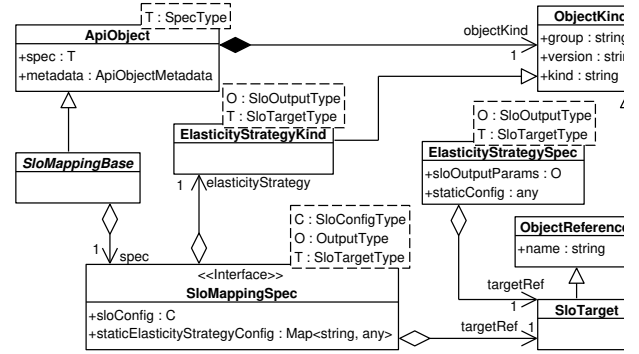 T : SpecType
ApiObject
+spec : T
+metadata : ApiObjectMetadata
objectKind
1
ObjectKind
+group : string
+version : strin
+kind : string
O : SloOutputType
T : SloTargetType
ElasticityStrategyKind
O : SloOutputType
T : SloTargetType
ElasticityStrategySpec
+sloOutputParams : O
+staticConfig : any
SloMappingBase
1
elasticityStrategy
C : SloConfigType
O : OutputType
T : SloTargetType
ObjectReference
+name : string
1
spec
<<Interface>>
SloMappingSpec
+sloConfig : C
+staticElasticityStrategyConfig : Map<string, any>
targetRef
1
SloTarget
targetRef
1